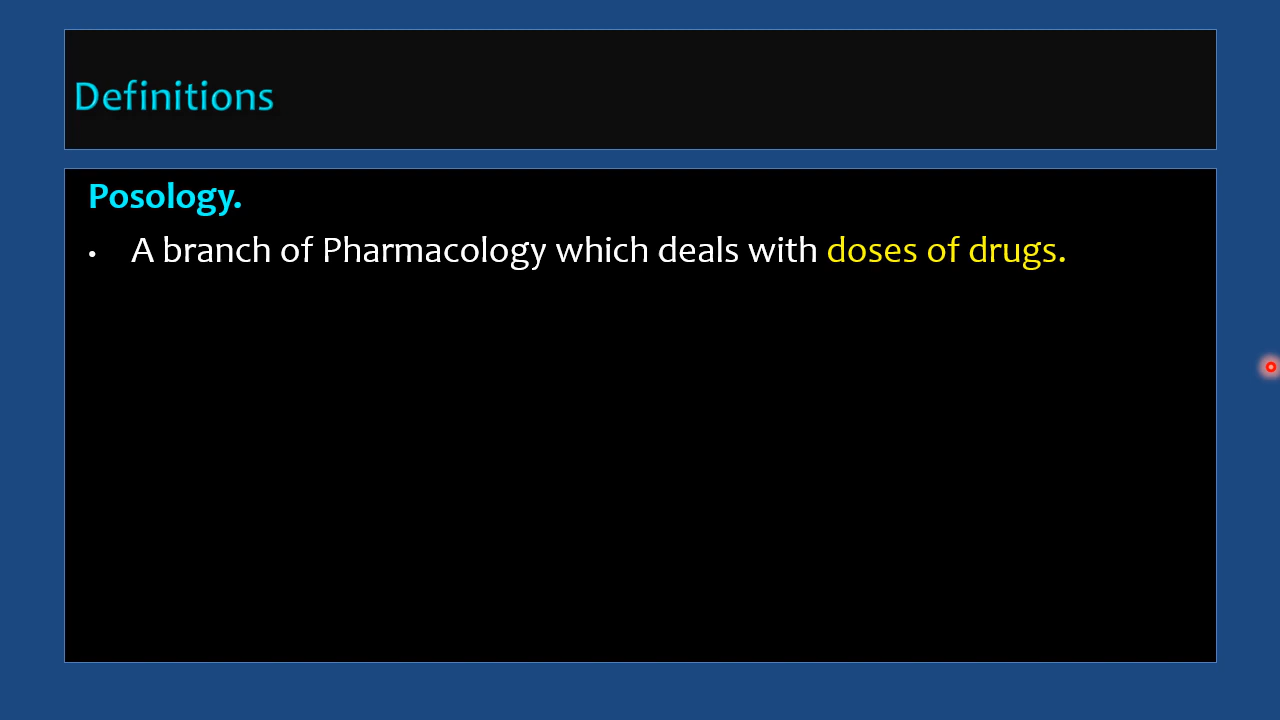 Definitions
Posology.
• A branch of Pharmacology which deals with doses of drugs.